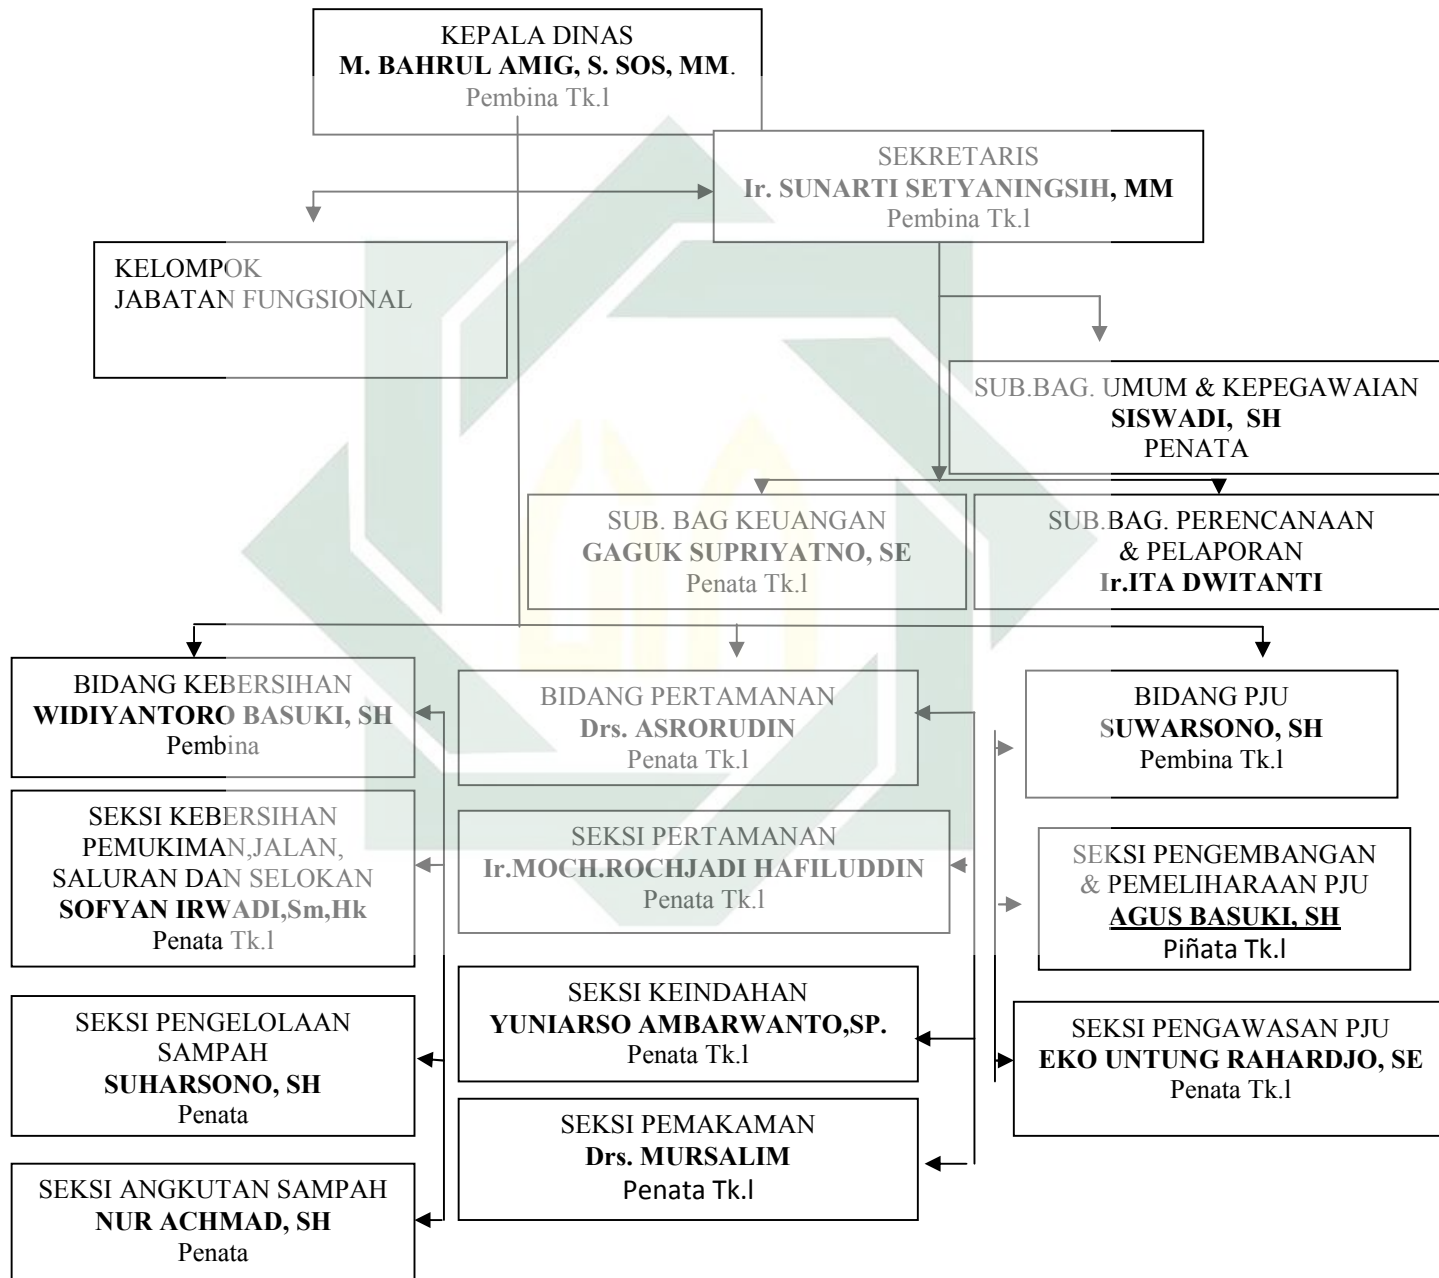 KEPALA DINAS
M. BAHRUL AMIG, S. SOS, MM.
Pembina Tk.l
SEKRETARIS
Ir. SUNARTI SETYANINGSIH, MM
Pembina Tk.l
KELOMPOK
JABATAN FUNGSIONAL
SUB.BAG. UMUM & KEPEGAWAIAN
SISWADI, SH
PENATA
SUB. BAG KEUANGAN
GAGUK SUPRIYATNO, SE
Penata Tk.l
SUB.BAG. PERENCANAAN
& PELAPORAN
Ir.ITA DWITANTI
BIDANG KEBERSIHAN
WIDIYANTORO BASUKI, SH
Pembina
BIDANG PERTAMANAN
Drs. ASRORUDIN
Penata Tk.l
BIDANG PJU
SUWARSONO, SH
Pembina Tk.l
SEKSI KEBERSIHAN
PEMUKIMAN,JALAN,
SALURAN DAN SELOKAN
SOFYAN IRWADI,Sm,Hk
Penata Tk.l
SEKSI PERTAMANAN
Ir.MOCH.ROCHJADI HAFILUDDIN
Penata Tk.l
SEKSI PENGEMBANGAN
& PEMELIHARAAN PJU
AGUS BASUKI, SH
Piñata Tk.l
SEKSI PENGELOLAAN
SAMPAH
SUHARSONO, SH
Penata
SEKSI KEINDAHAN
YUNIARSO AMBARWANTO,SP.
Penata Tk.l
SEKSI PENGAWASAN PJU
EKO UNTUNG RAHARDJO, SE
Penata Tk.l
SEKSI PEMAKAMAN
Drs. MURSALIM
Penata Tk.l
SEKSI ANGKUTAN SAMPAH
NUR ACHMAD, SH
Penata